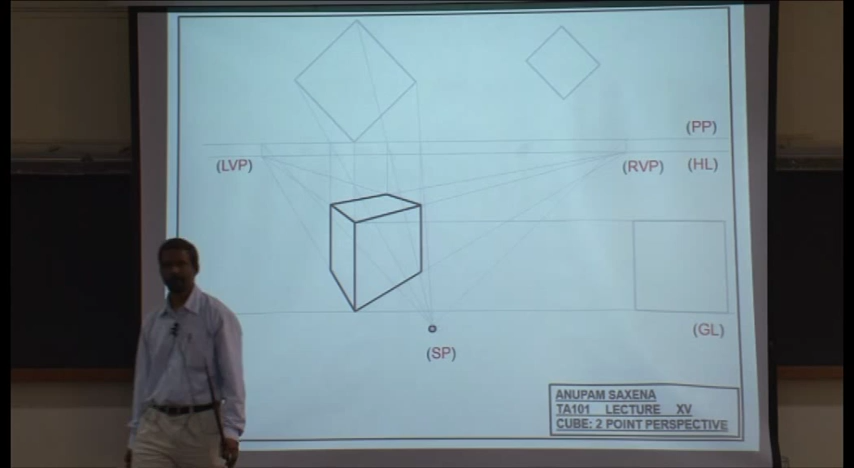 (PP)
(LVP)
(RVP)
(HL)
(GL)
(SP)
ANUPAM SAXENA
TA101 LECTURE XV
CUBE: 2 POINT PERSPECTIVE